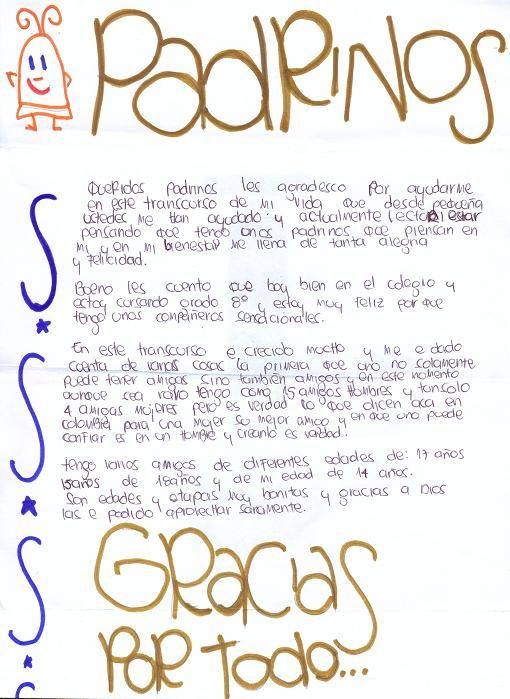 Padrinos
Queridos Padrinos les agradesco Por ayudarme
en este transcurso de mi vida que desde pequeña
ustedes me han ayudado y actualmente estar
pensando que tengo unos padrinos que piensan en
mi y en mi bienestar me llena de tanta alegria
y felicidad.
Bueno les cuento que boy bien en el colegio y
estoy cursando grado 8º y estoy muy feliz por que
tengo unos compañeros sensacionales.
En este transcurso e crecido mucho y me e dado
cuenta de varias cosas la primera que uno no solamente
puede tener amigas sino también amigos y en este momento
aunque sea raro tengo como 15 amigos hombres y tan solo
4 amigas mujeres pero es verdad lo que dicen aca en
colombia para una mujer su mejor amigo y en que uno puede
confiar es en un hombre y creanlo es verdad!
tengo varios amigos de diferentes edades de: 17 años
15años de 18años y de mi edad de 14 años.
Son edades y etapas muy bonitas y gracias a Dios
las e podido aprovechar sanamente.
Gracias
Por todo...